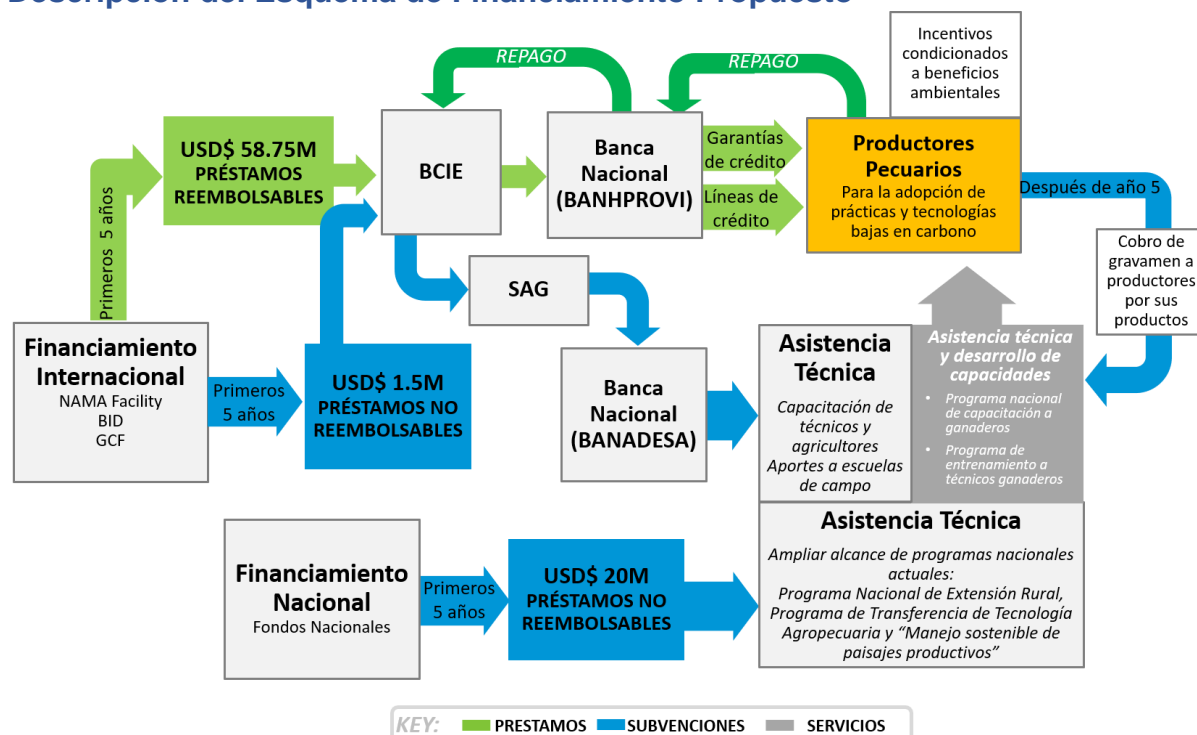 Descripción del Esquema de Financiamiento Propuesto
REPAGO
REPAGO
Incentivos
condicionados
a beneficios
ambientales
USD$ 58.75M
PRÉSTAMOS
REEMBOLSABLES
BCIE
Banca
Nacional
(BANHPROVI)
Garantías
de crédito
Líneas de
crédito
Productores
Pecuarios
Para la adopción de
prácticas y tecnologías
bajas en carbono
Después de año 5
Primeros 5 años
Cobro de
gravamen a
productores
por sus
productos
SAG
Financiamiento
Internacional
NAMA Facility
BID
GCF
Primeros
5 años
USD$ 1.5M
PRÉSTAMOS NO
REEMBOLSABLES
Banca
Nacional
(BANADESA)
Asistencia
Técnica
Capacitación de
técnicos y
agricultores
Aportes a escuelas
de campo
Asistencia técnica
y desarrollo de
capacidades
• Programa nacional
de capacitación a
ganaderos
• Programa de
entrenamiento a
técnicos ganaderos
Financiamiento
Nacional
Fondos Nacionales
Primeros
5 años
USD$ 20M
PRÉSTAMOS NO
REEMBOLSABLES
Asistencia Técnica
Ampliar alcance de programas nacionales
actuales:
Programa Nacional de Extensión Rural,
Programa de Transferencia de Tecnología
Agropecuaria y “Manejo sostenible de
paisajes productivos”
KEY: PRESTAMOS SUBVENCIONES SERVICIOS